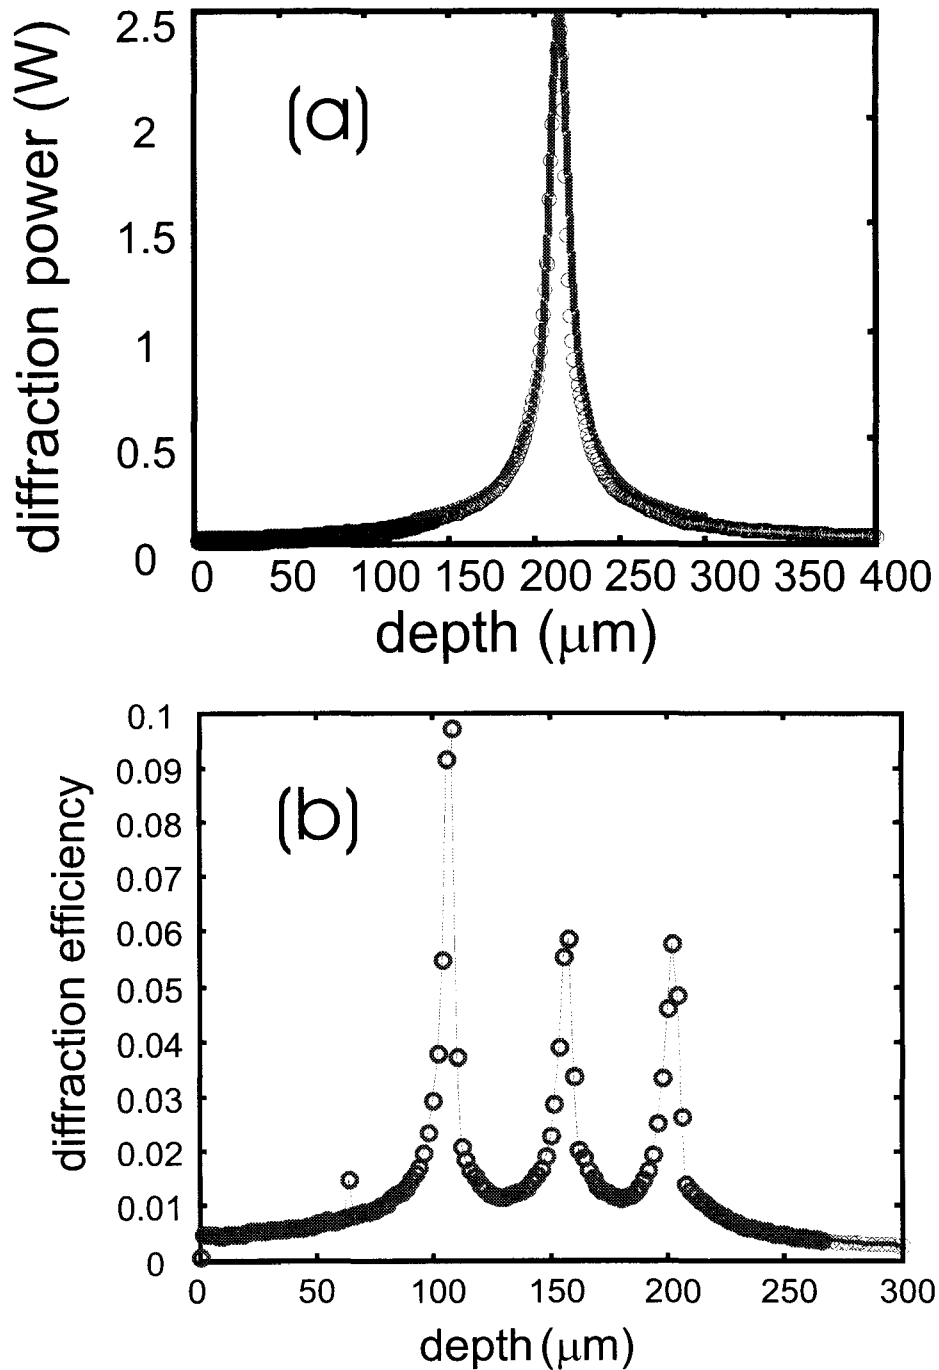 2.5
2
1.5
1
0.5
0
diffraction power (W)
(a)
0 50 100 150 200 250 300 350 400
depth (μm)
0.1
0.09
0.08
0.07
0.06
0.05
0.04
0.03
0.02
0.01
0
diffraction efficiency
(b)
0 50 100 150 200 250 300
depth (μm)